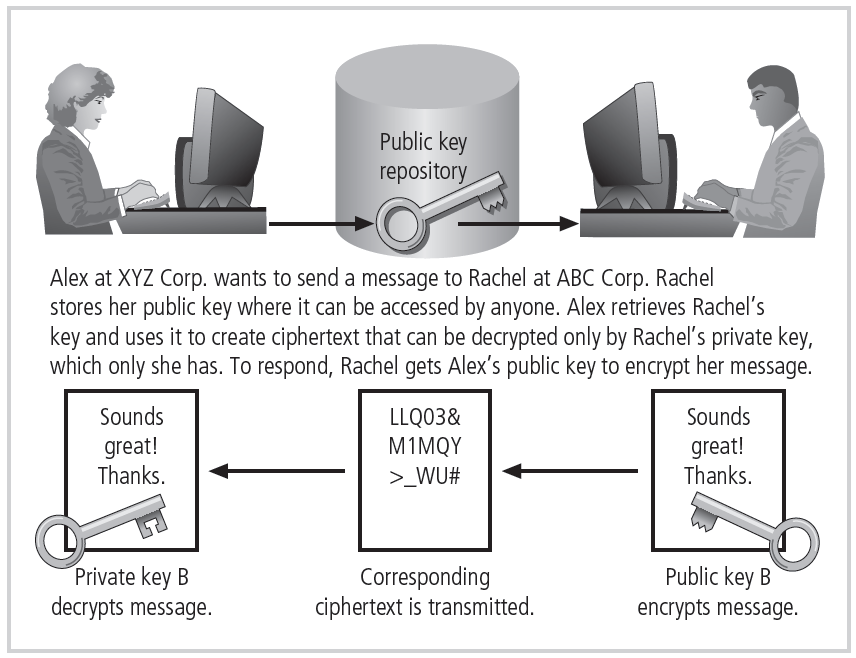 Public key
repository
Alex at XYZ Corp. wants to send a message to Rachel at ABC Corp. Rachel
stores her public key where it can be accessed by anyone. Alex retrieves Rachel’s
key and uses it to create ciphertext that can be decrypted only by Rachel’s private key,
which only she has. To respond, Rachel gets Alex’s public key to encrypt her message.
Sounds
great!
Thanks.
LLQ03&
M1MQY
>_WU#
Sounds
great!
Thanks.
Private key B
decrypts message.
Corresponding
ciphertext is transmitted.
Public key B
encrypts message.